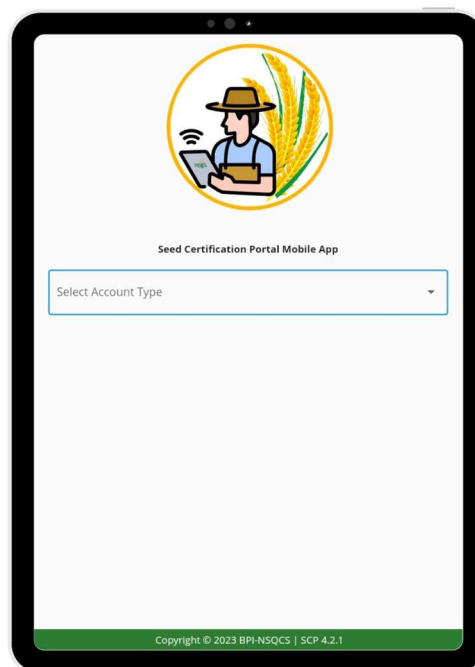 Seed Certification Portal Mobile App
Select Account Type
Copyright © 2023 BPI-NSQCS | SCP 4.2.1